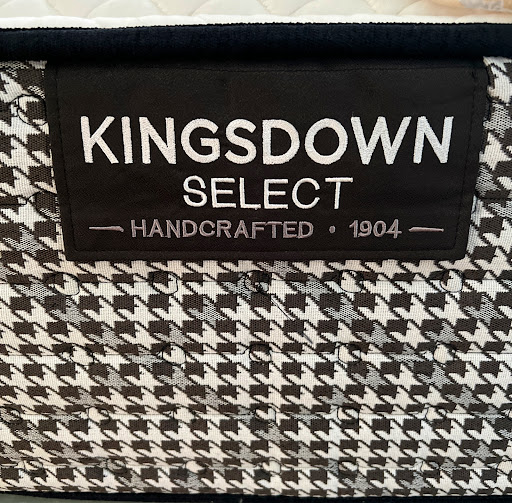 KINGSDOWN
SELECT
— HANDCRAFTED • 1904 —